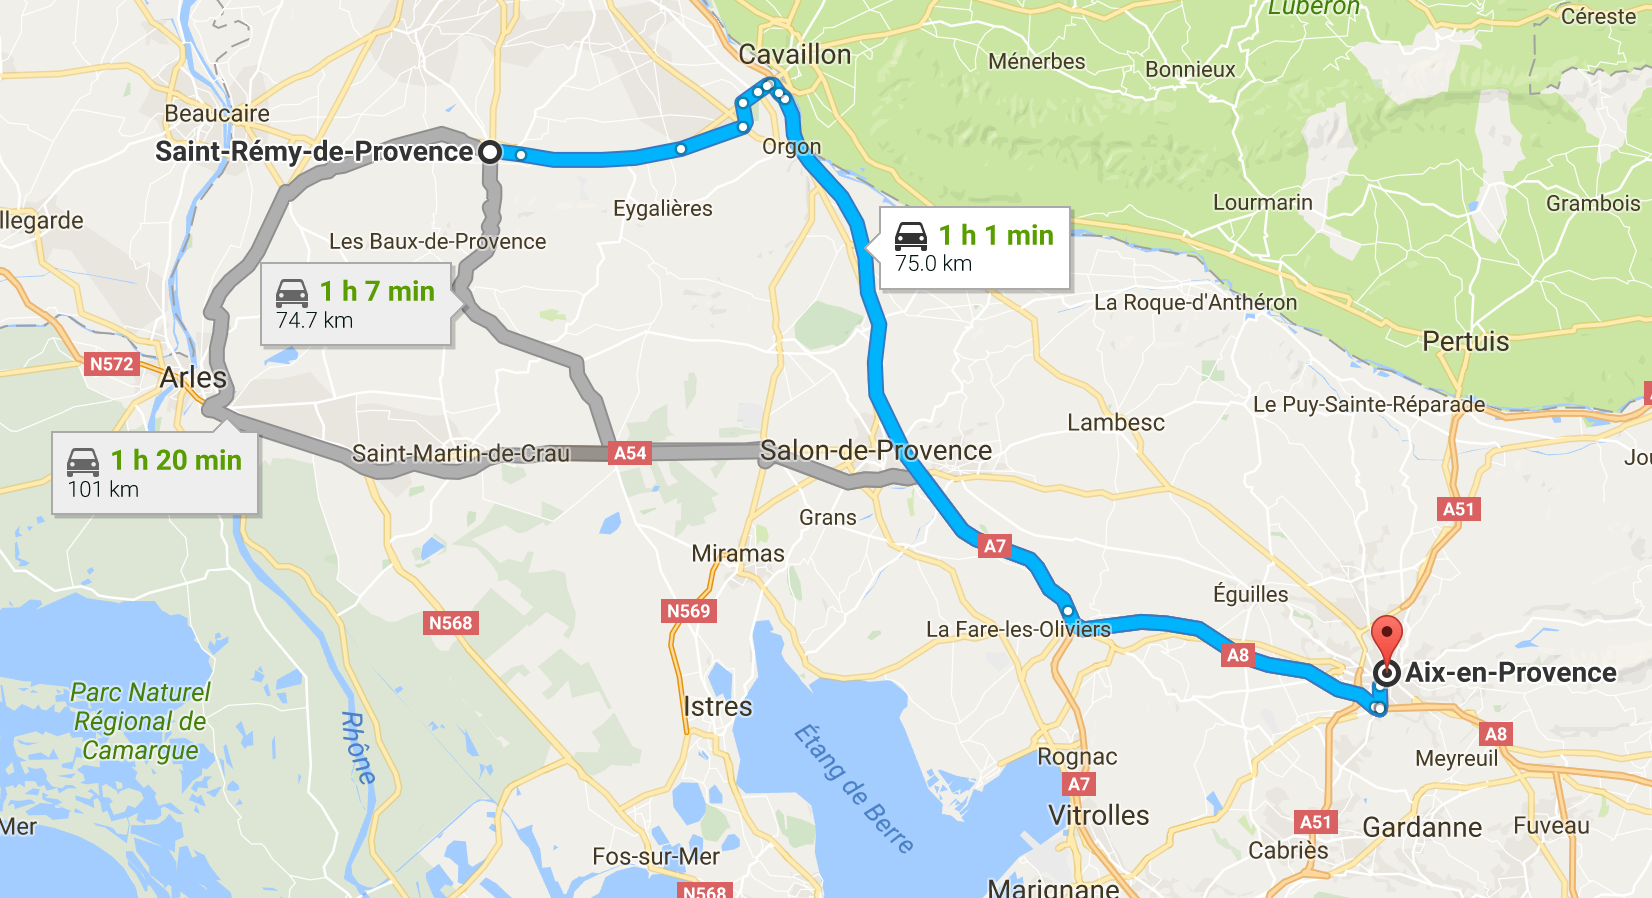 Luberon
Céreste
Cavaillon
Ménerbes
Bonnieux
Beaucaire
Saint-Rémy-de-Provence
Orgon
llegarde
Eygalières
Lourmarin
Grambois
Les Baux-de-Provence
1 h 1 min
75.0 km
1 h 7 min
74.7 km
La Roque-d'Anthéron
Pertuis
N572
Arles
Le Puy-Sainte-Réparade
Lambesc
1 h 20 min
101 km
Saint-Martin-de-Crau
A54
Salon-de-Provence
Jou
A51
Grans
Miramas
A7
Éguilles
N569
N568
La Fare-les-Oliviers
A8
Aix-en-Provence
Parc Naturel
Régional de
Camargue
Rhône
Istres
Étang de Berre
A8
Rognac
Meyreuil
A7
Vitrolles
A51
Gardanne
Fuveau
Mer
Cabriès
Fos-sur-Mer
N568
Marignane